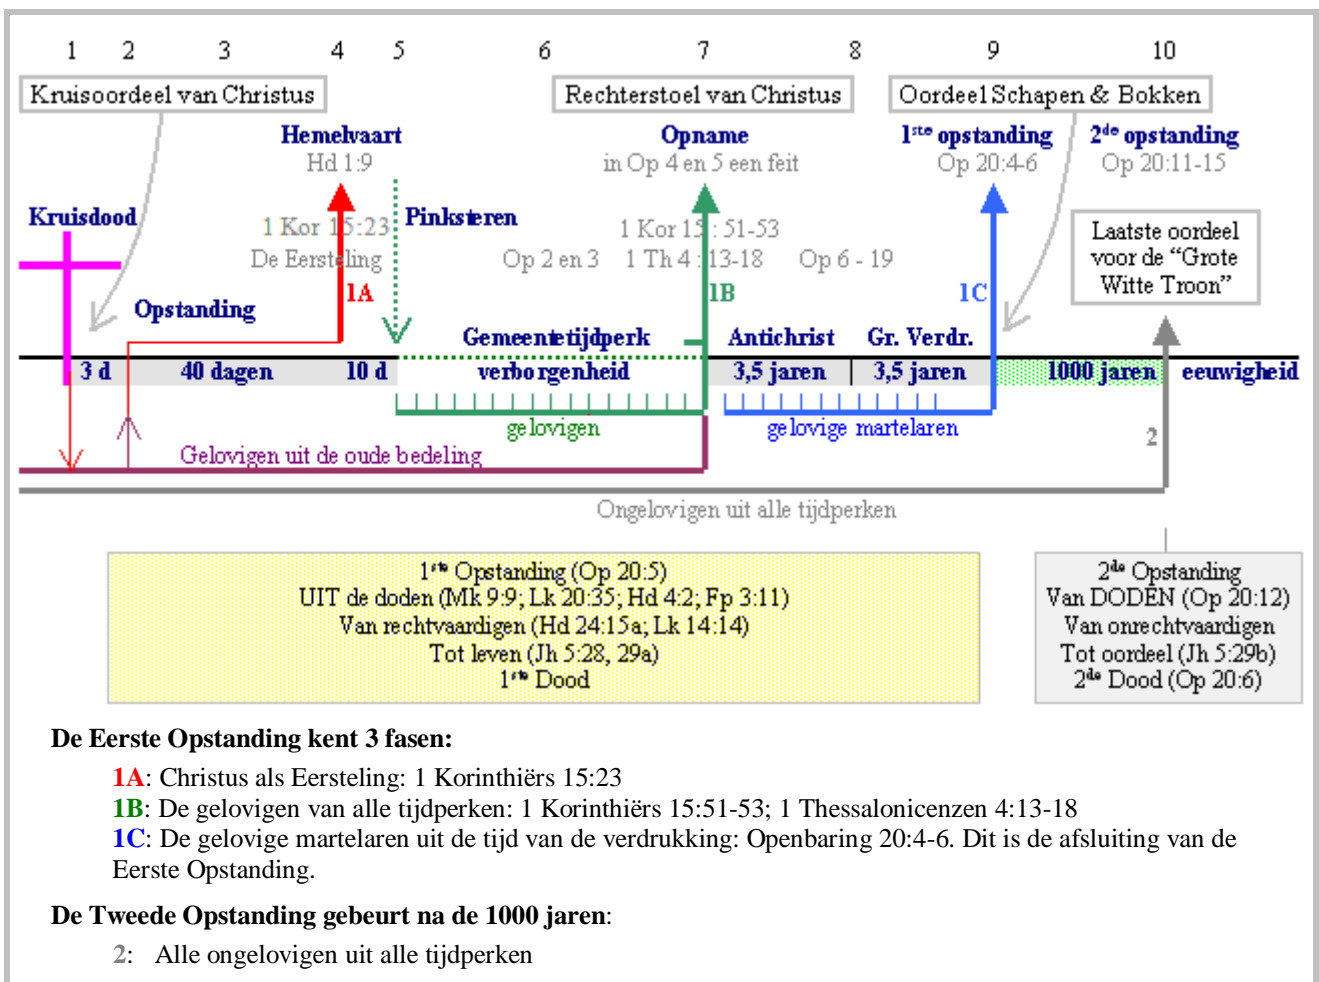 1 2 3 4 5 6 7 8 9 10
Kruisoordeel van Christus Rechterstoel van Christus Oordeel Schapen & Bokken
Hemelvaart Opname 1ste opstanding 2de opstanding
Hd 1:9 in Op 4 en 5 een feit Op 20:4-6 Op 20:11-15
Kruisdood Pinksteren
1 Kor 15:23 1 Kor 15 : 51-53
De Eersteling Op 2 en 3 1 Th 4 : 13-18 Op 6 - 19
Laatste oordeel
voor de “Grote
Witte Troon”
1A 1B 1C
Opstanding
Gemeentetijdperk Antichrist Gr. Verdr.
3 d 40 dagen 10 d verborgenheid 3,5 jaren 3,5 jaren 1000 jaren eeuwigheid
gelovigen gelovige martelaren 2
Gelovigen uit de oude bedeling
Ongelovigen uit alle tijdperken
1ste Opstanding (Op 20:5)
UIT de doden (Mk 9:9; Lk 20:35; Hd 4:2; Fp 3:11)
Van rechtvaardigen (Hd 24:15a; Lk 14:14)
Tot leven (Jh 5:28, 29a)
1ste Dood
2de Opstanding
Van DODEN (Op 20:12)
Van onrechtvaardigen
Tot oordeel (Jh 5:29b)
2de Dood (Op 20:6)
De Eerste Opstanding kent 3 fasen:
1A: Christus als Eersteling: 1 Korinthiërs 15:23
1B: De gelovigen van alle tijdperken: 1 Korinthiërs 15:51-53; 1 Thessalonicenzen 4:13-18
1C: De gelovige martelaren uit de tijd van de verdrukking: Openbaring 20:4-6. Dit is de afsluiting van de
Eerste Opstanding.
De Tweede Opstanding gebeurt na de 1000 jaren:
2: Alle ongelovigen uit alle tijdperken